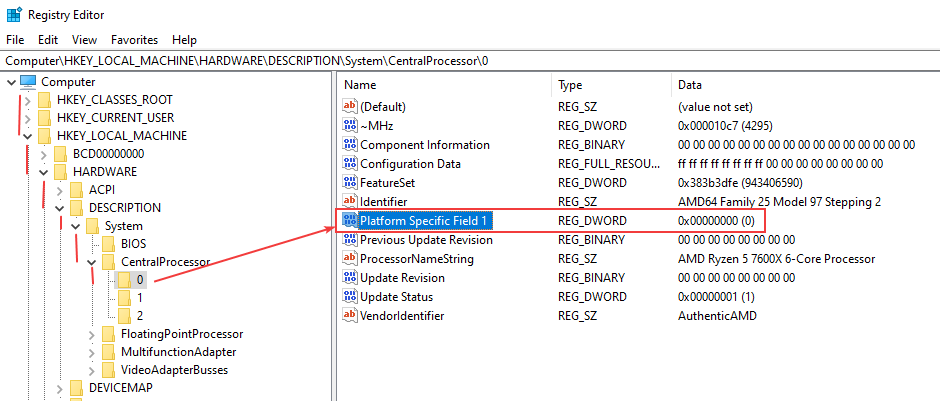 Registry Editor
File Edit View Favorites Help
Computer\HKEY_LOCAL_MACHINE\HARDWARE\DESCRIPTION\System\CentralProcessor\0
Computer
HKEY_CLASSES_ROOT
HKEY_CURRENT_USER
HKEY_LOCAL_MACHINE
BCD00000000
HARDWARE
ACPI
DESCRIPTION
System
BIOS
CentralProcessor
0
1
2
FloatingPointProcessor
MultifunctionAdapter
VideoAdapterBusses
DEVICEMAP
Name Type Data
(Default) REG_SZ (value not set)
~MHz REG_DWORD 0x000010c7 (4295)
Component Information REG_BINARY 00 00 00 00 00 00 00 00 00 00 00 00 00 00 00 00
Configuration Data REG_FULL_RESOU... ff ff ff ff ff ff ff ff 00 00 00 00 00 00 00 00
FeatureSet REG_DWORD 0x383b3dfe (943406590)
Identifier REG_SZ AMD64 Family 25 Model 97 Stepping 2
Platform Specific Field 1 REG_DWORD 0x00000000 (0)
Previous Update Revision REG_BINARY 00 00 00 00 00 00 00 00
ProcessorNameString REG_SZ AMD Ryzen 5 7600X 6-Core Processor
Update Revision REG_BINARY 00 00 00 00 00 00 00 00
Update Status REG_DWORD 0x00000001 (1)
VendorIdentifier REG_SZ AuthenticAMD